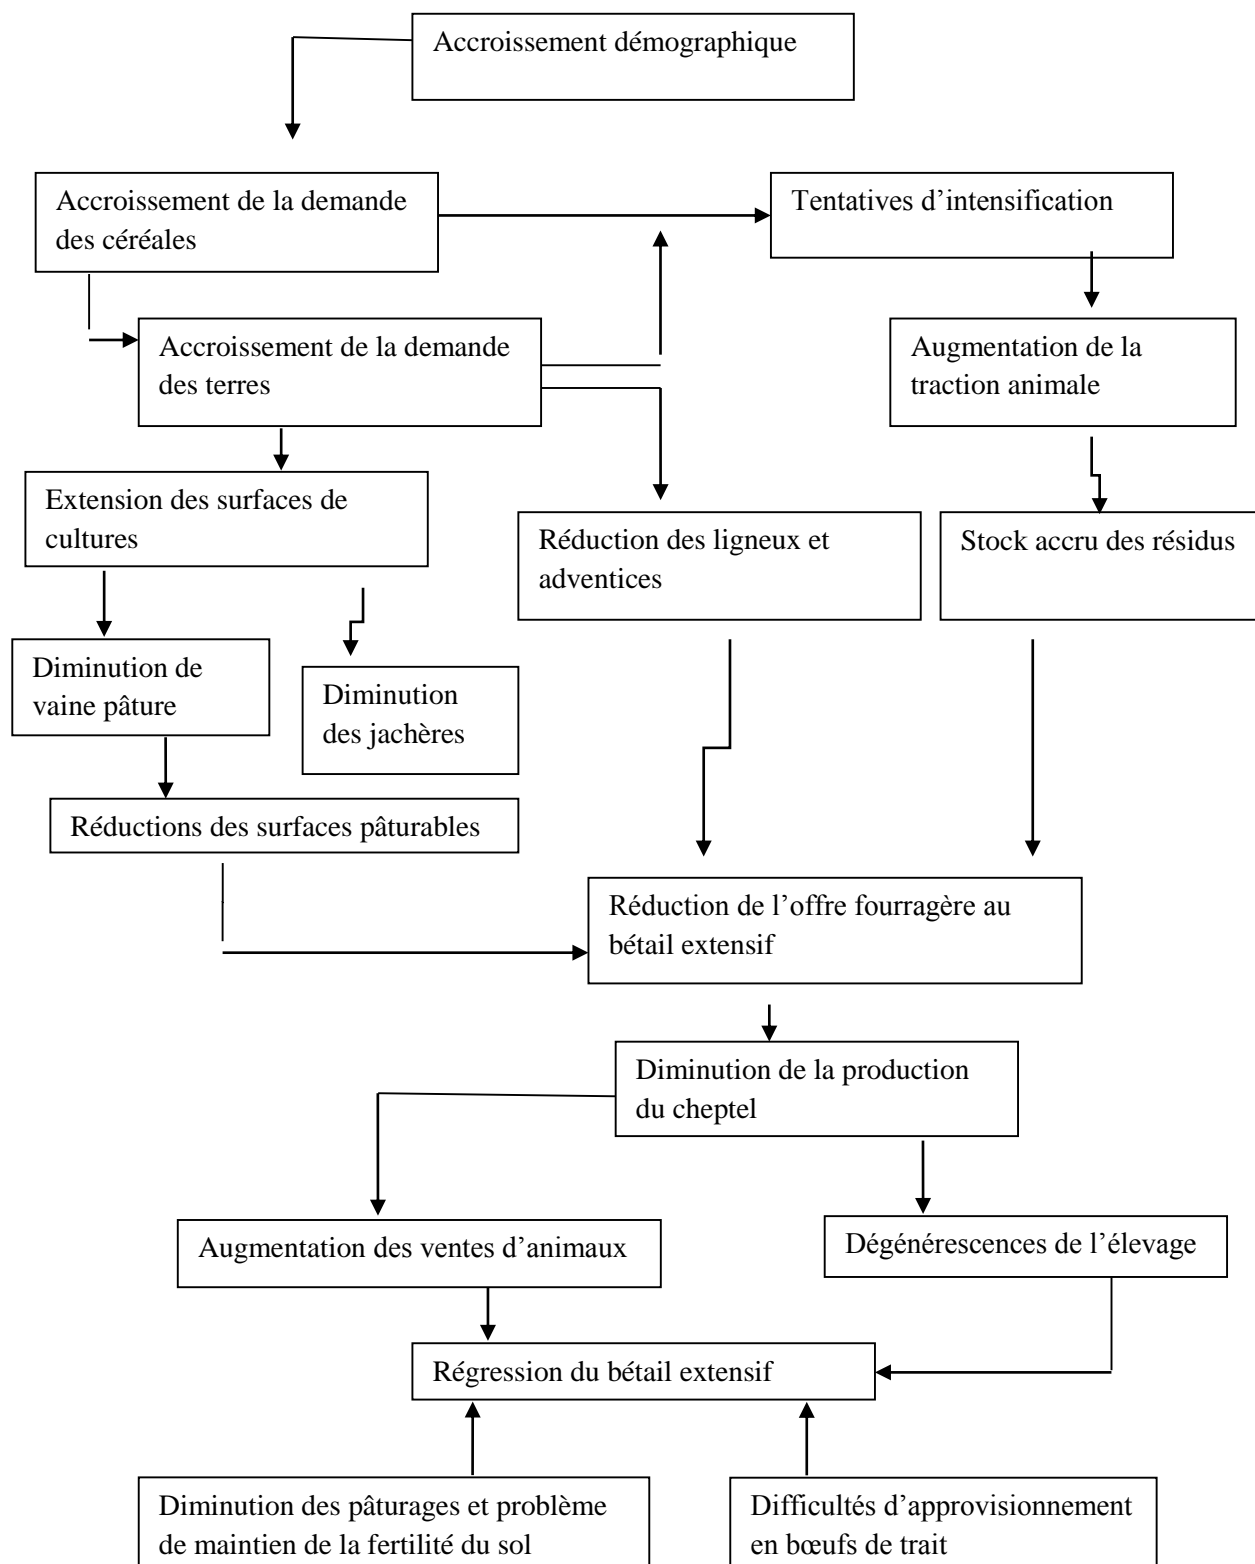 Accroissement démographique
Accroissement de la demande
des céréales
Tentatives d’intensification
Accroissement de la demande
des terres
Augmentation de la
traction animale
Extension des surfaces de
cultures
Réduction des ligneux et
adventices
Stock accru des résidus
Diminution de
vaine pâture
Diminution
des jachères
Réductions des surfaces pâturables
Réduction de l’offre fourragère au
bétail extensif
Diminution de la production
du cheptel
Augmentation des ventes d’animaux
Dégénérescences de l’élevage
Régression du bétail extensif
Diminution des pâturages et problème
de maintien de la fertilité du sol
Difficultés d’approvisionnement
en bœufs de trait